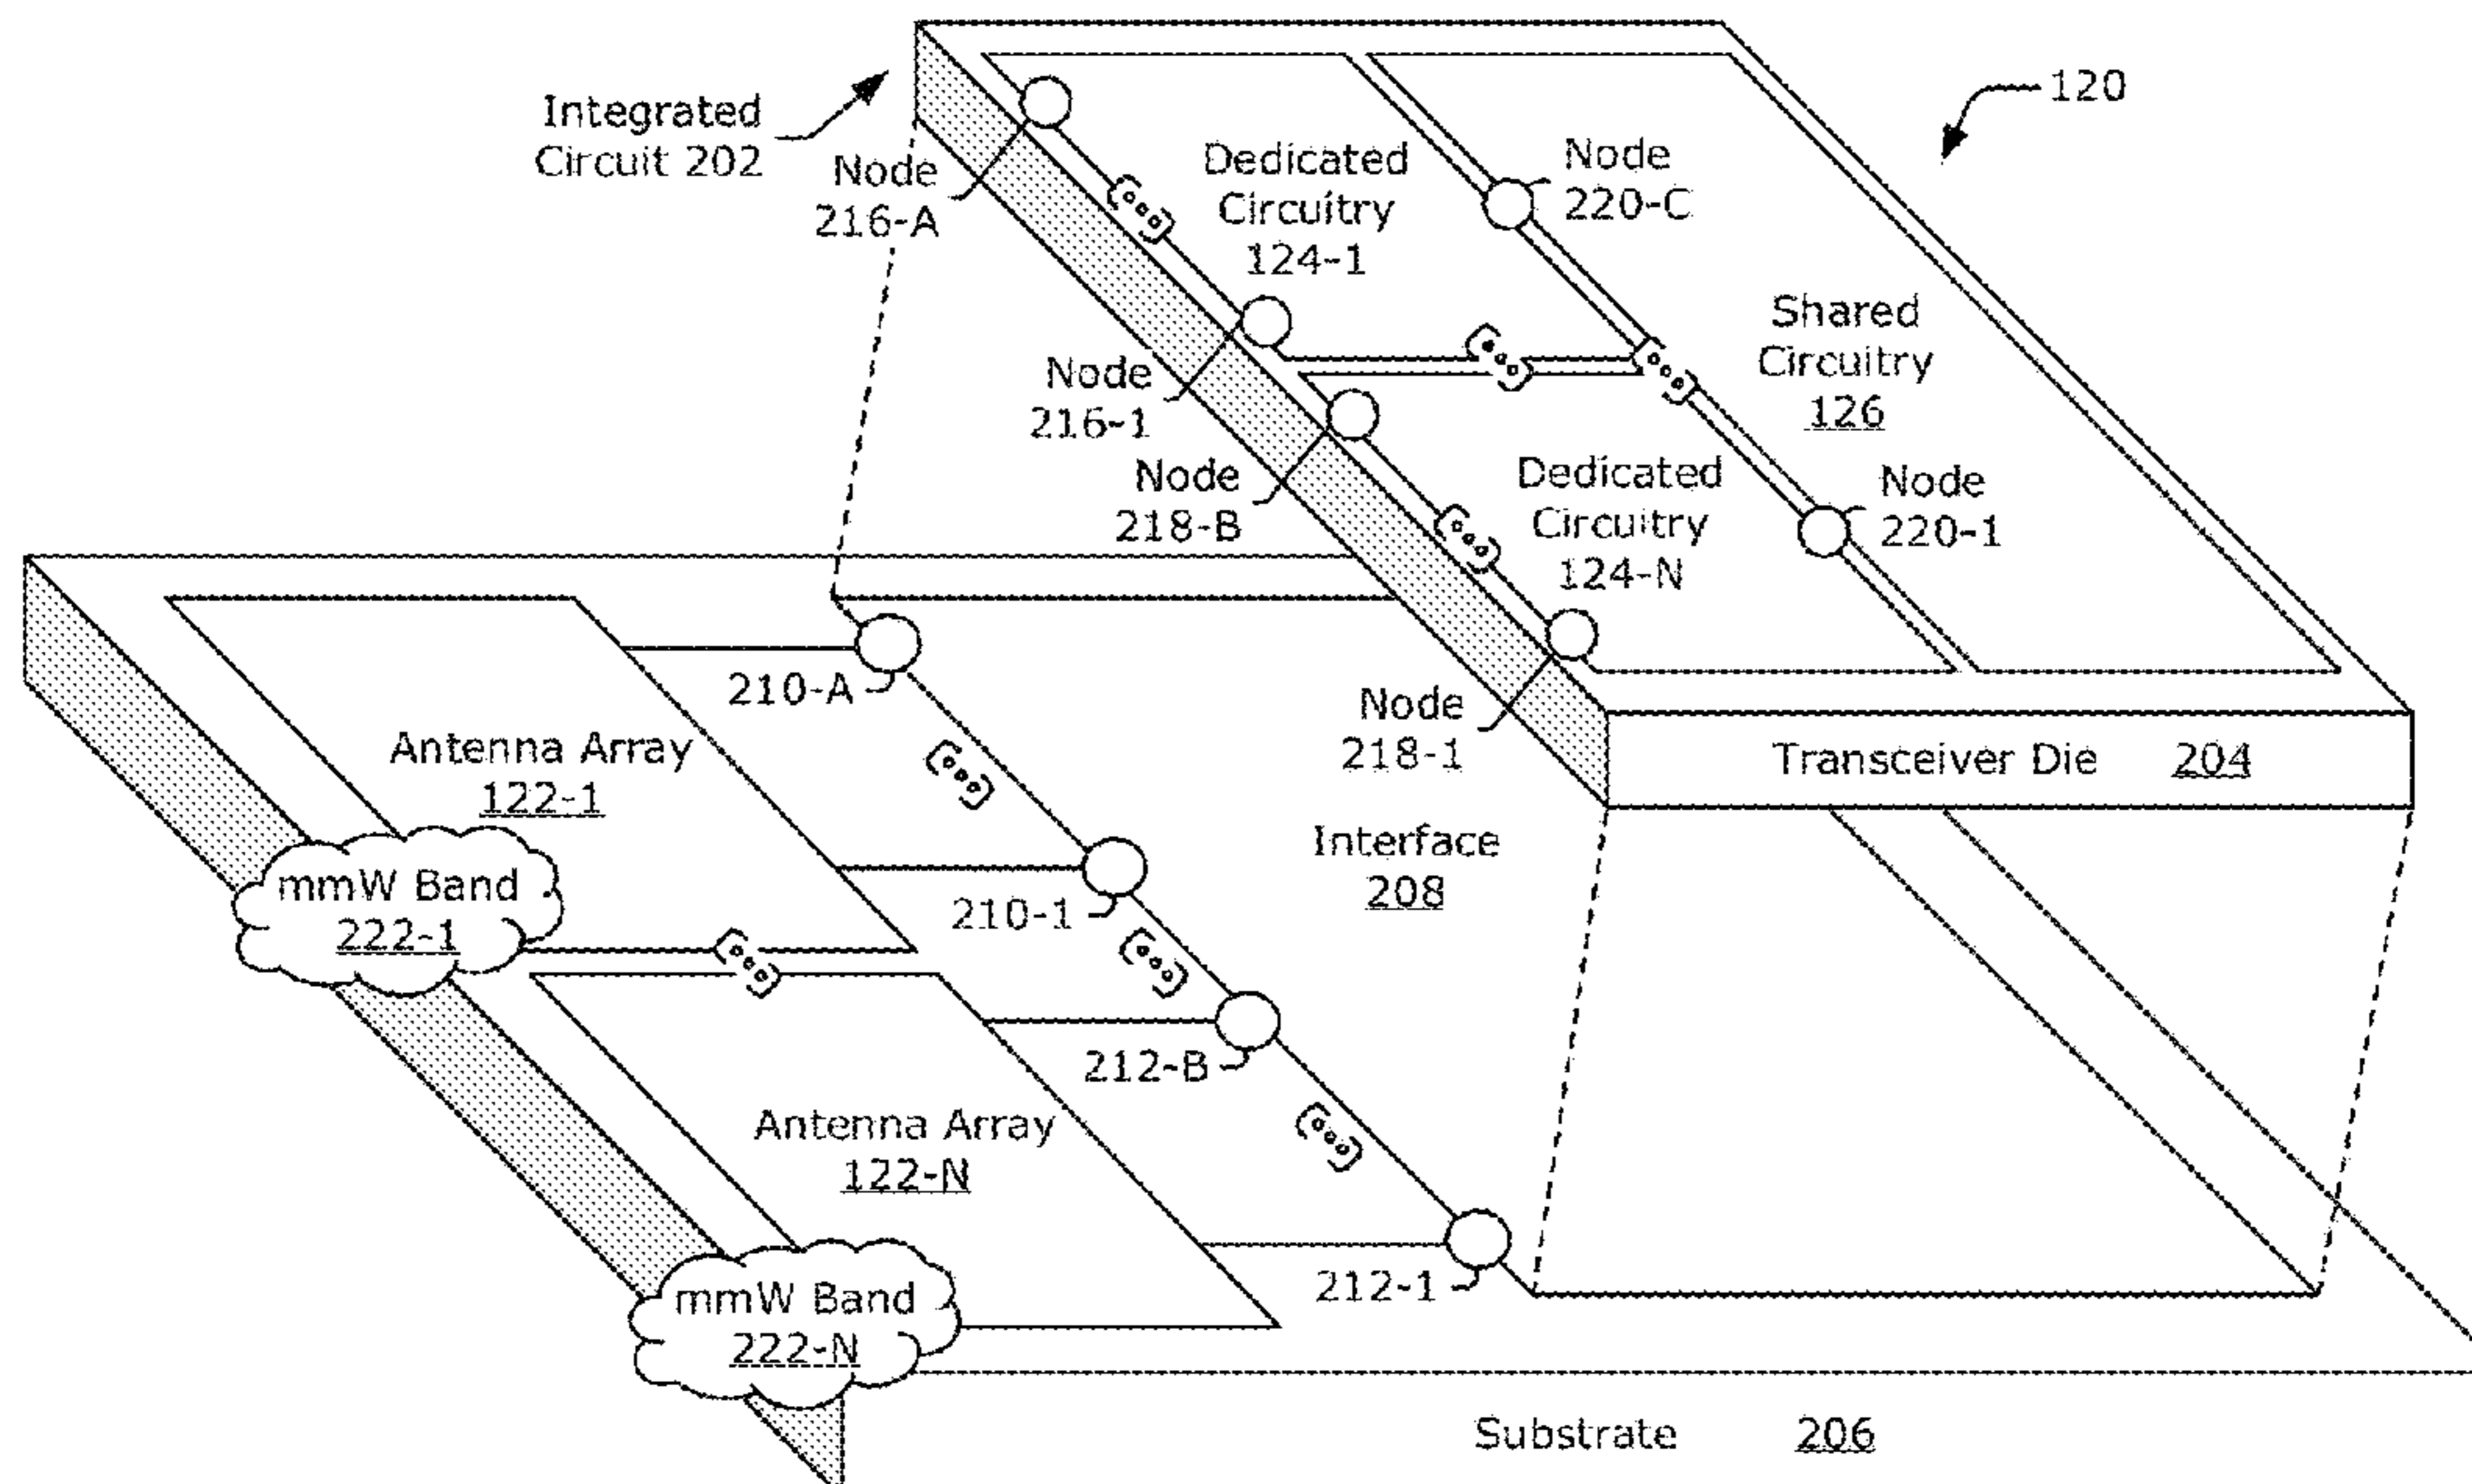 Integrated
Circuit 202
120
Node
216-A
Dedicated
Circuitry
124-1
Node
220-C
Shared
Circuitry
126
Node
216-1
Node
218-B
Dedicated
Circuitry
124-N
Node
220-1
210-A
Node
218-1
Transceiver Die 204
Antenna Array
122-1
Interface
208
mmW Band
222-1
210-1
212-B
Antenna Array
122-N
212-1
mmW Band
222-N
Substrate 206